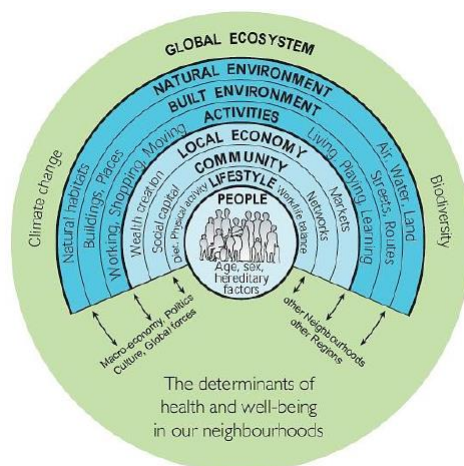 GLOBAL ECOSYSTEM
Climate change
Biodiversity
NATURAL ENVIRONMENT
Natural habitats
Air, Water, Land
BUILT ENVIRONMENT
Buildings, Places
Streets, Routes
ACTIVITIES
Working, Shopping, Moving
Living, Playing, Learning
LOCAL ECONOMY
Wealth creation
Markets
COMMUNITY
Social capital
Networks
LIFESTYLE
Diet, Physical activity
Work/life balance
PEOPLE
Age, sex,
hereditary
factors
Macro-economy, Politics
Culture, Global forces
other Neighbourhoods
other Regions
The determinants of
health and well-being
in our neighbourhoods